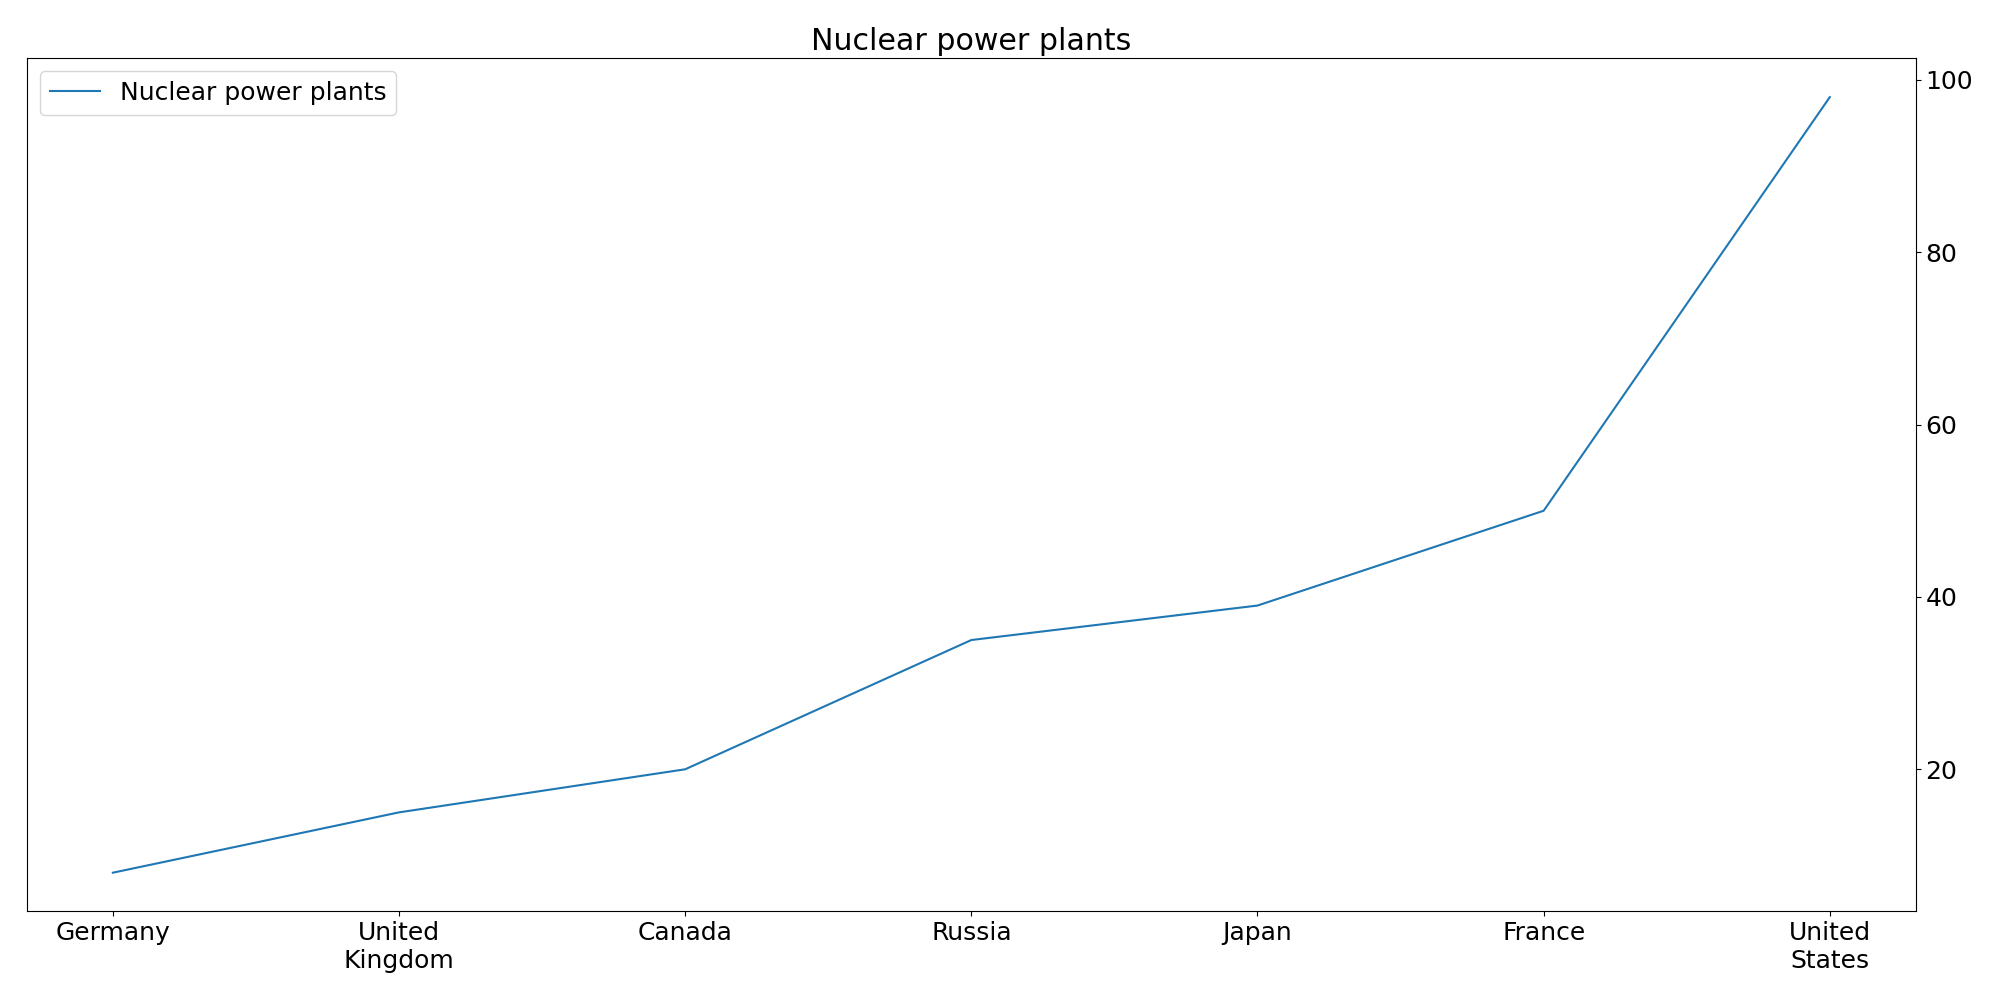 Nuclear power plants
Nuclear power plants
100
80
60
40
20
Germany
United
Kingdom
Canada
Russia
Japan
France
United
States